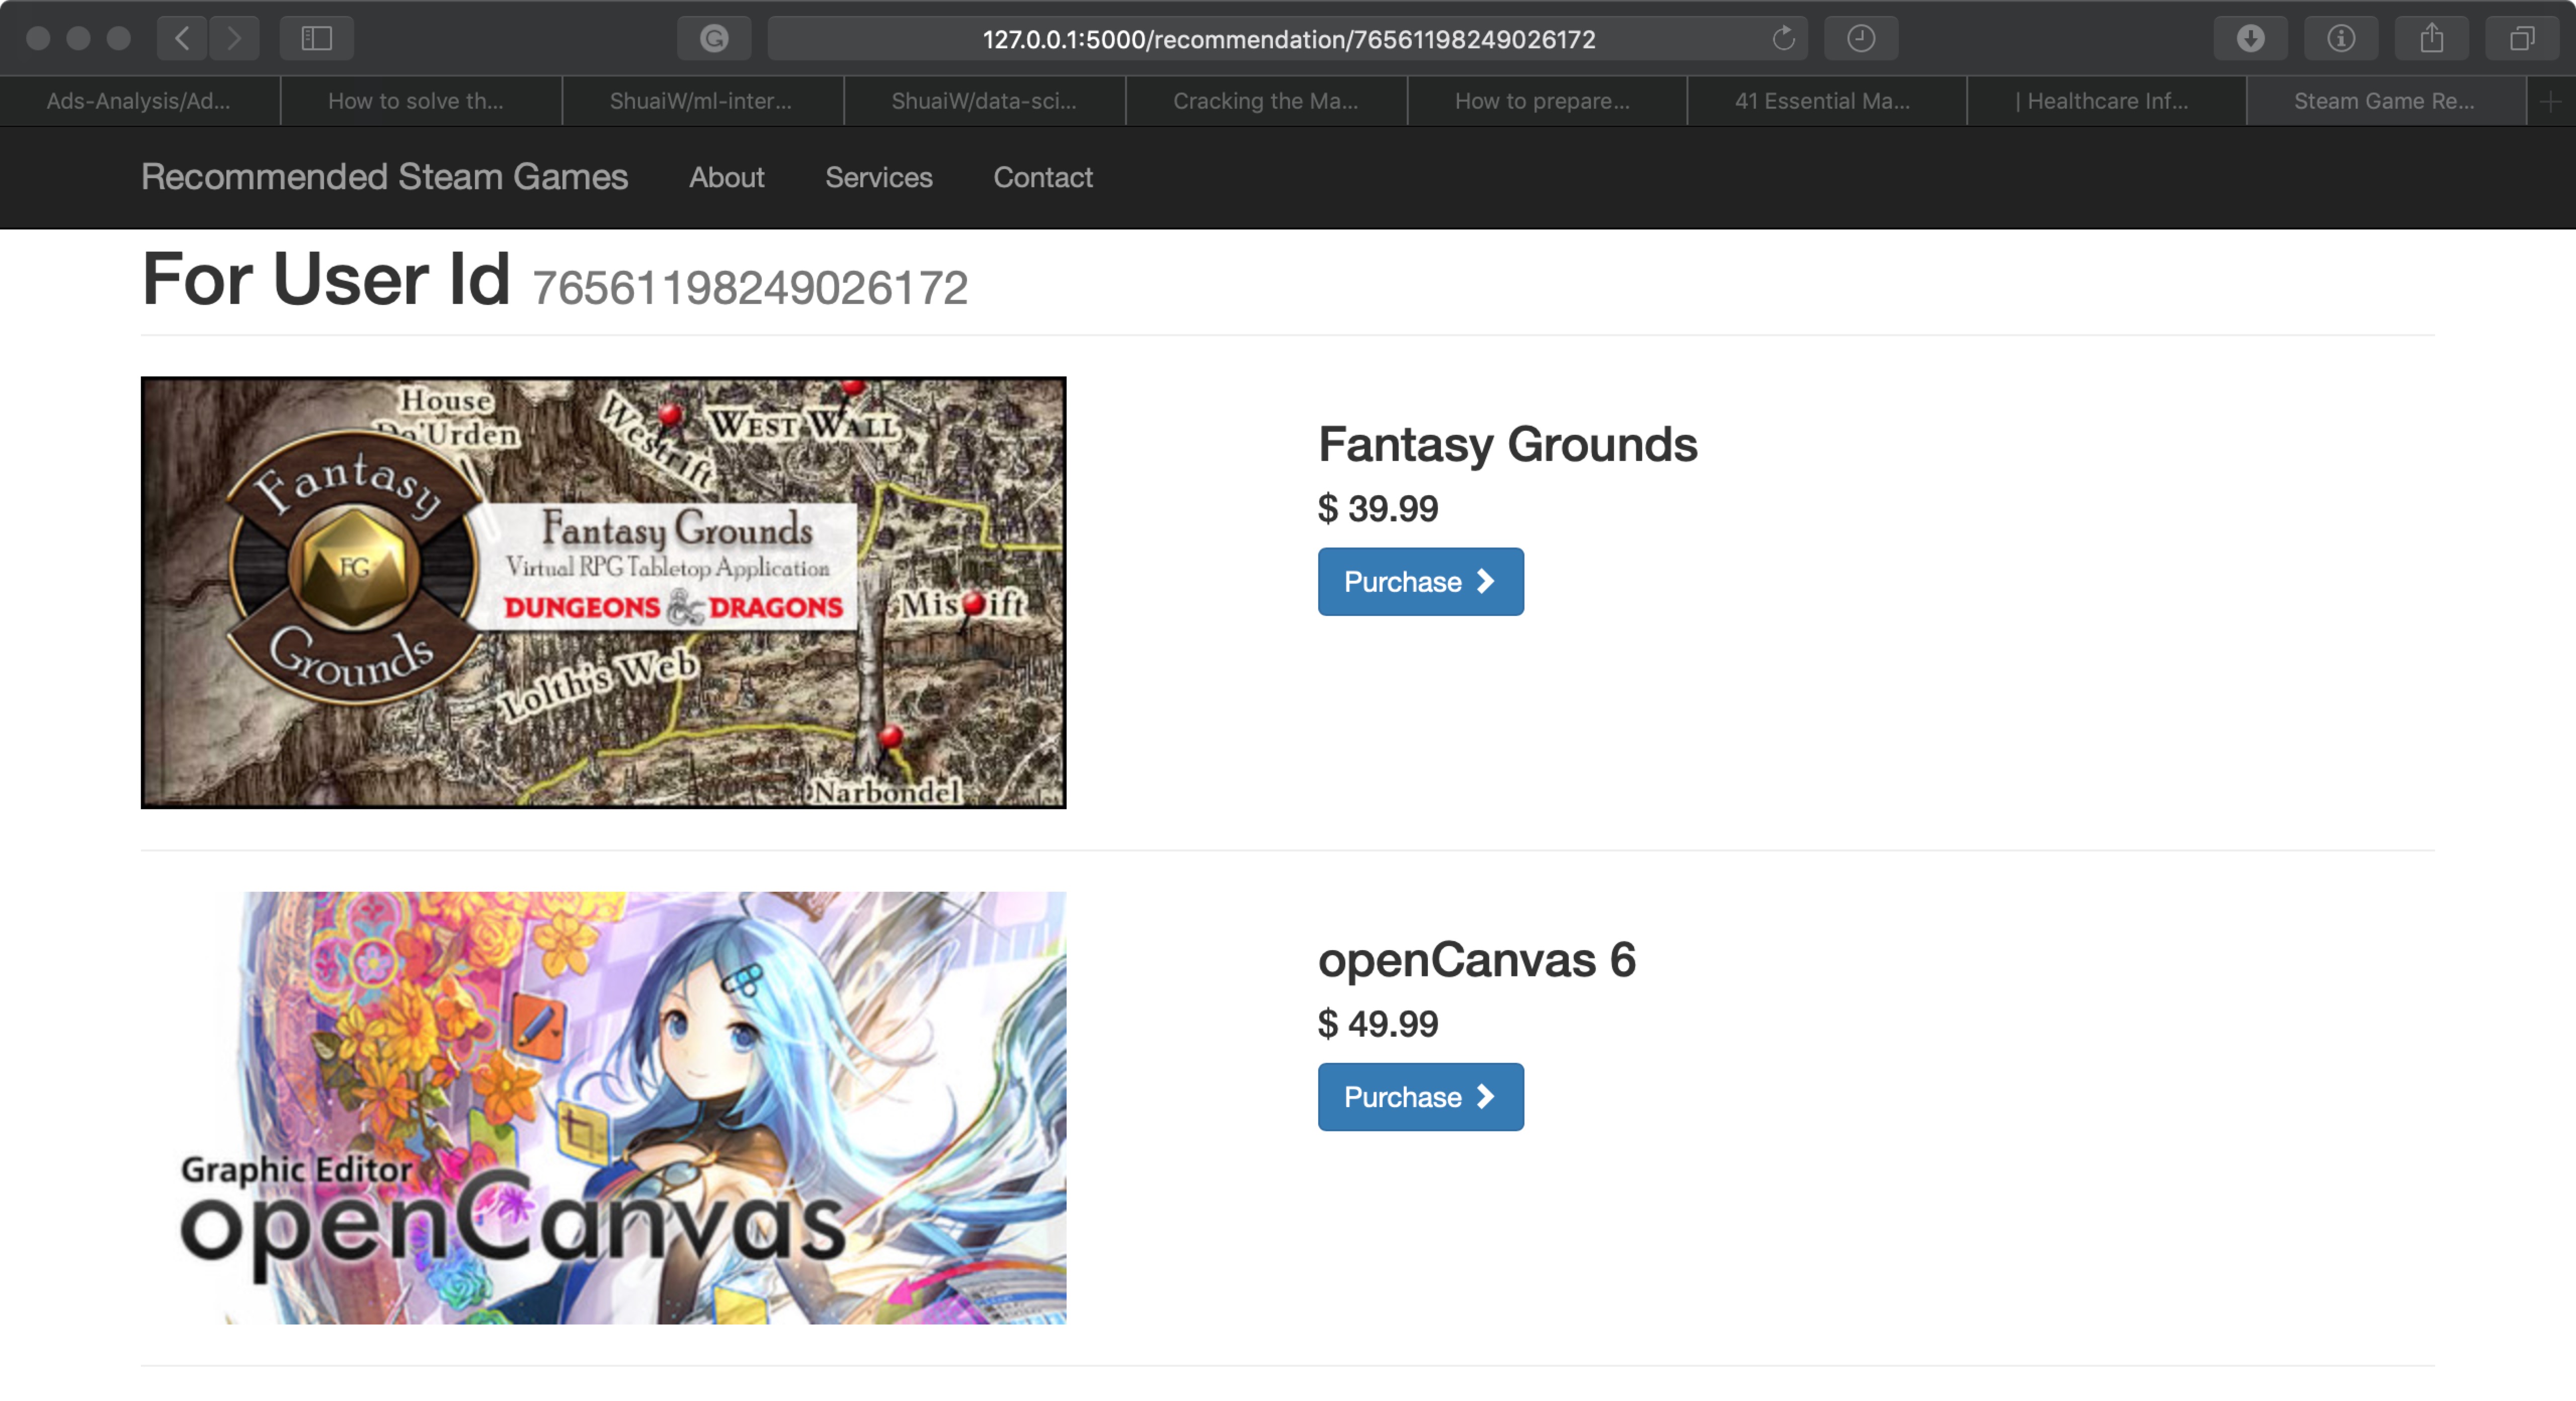 127.0.0.1:5000/recommendation/76561198249026172
Ads-Analysis/Ad...
How to solve th...
ShuaiW/ml-inter...
ShuaiW/data-sci...
Cracking the Ma...
How to prepare...
41 Essential Ma...
| Healthcare Inf...
Steam Game Re...
Recommended Steam Games
About
Services
Contact
For User Id 76561198249026172
House
Do'Urden
Westrift
WEST WALL
Fantasy
Grounds
FG
Fantasy Grounds
Virtual RPG Tabletop Application
DUNGEONS & DRAGONS
Lolth's Web
Narbondel
Fantasy Grounds
$ 39.99
Purchase
Graphic Editor
openCanvas
openCanvas 6
$ 49.99
Purchase